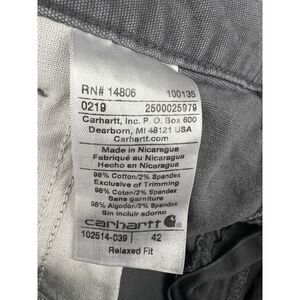 RN# 14806 100135
0219 2500025979
Carhartt, Inc. P. O. Box 600
Dearborn, MI 48121 USA
Carhartt.com
Made in Nicaragua
Fabriqué au Nicaragua
Hecho en Nicaragua
98% Cotton/2% Spandex
Exclusive of Trimming
98% Coton/2% Spandex
Sans garniture
98% Algodón/2% Spandex
Sin incluir adorno
carhartt
102514-039 42
Relaxed Fit